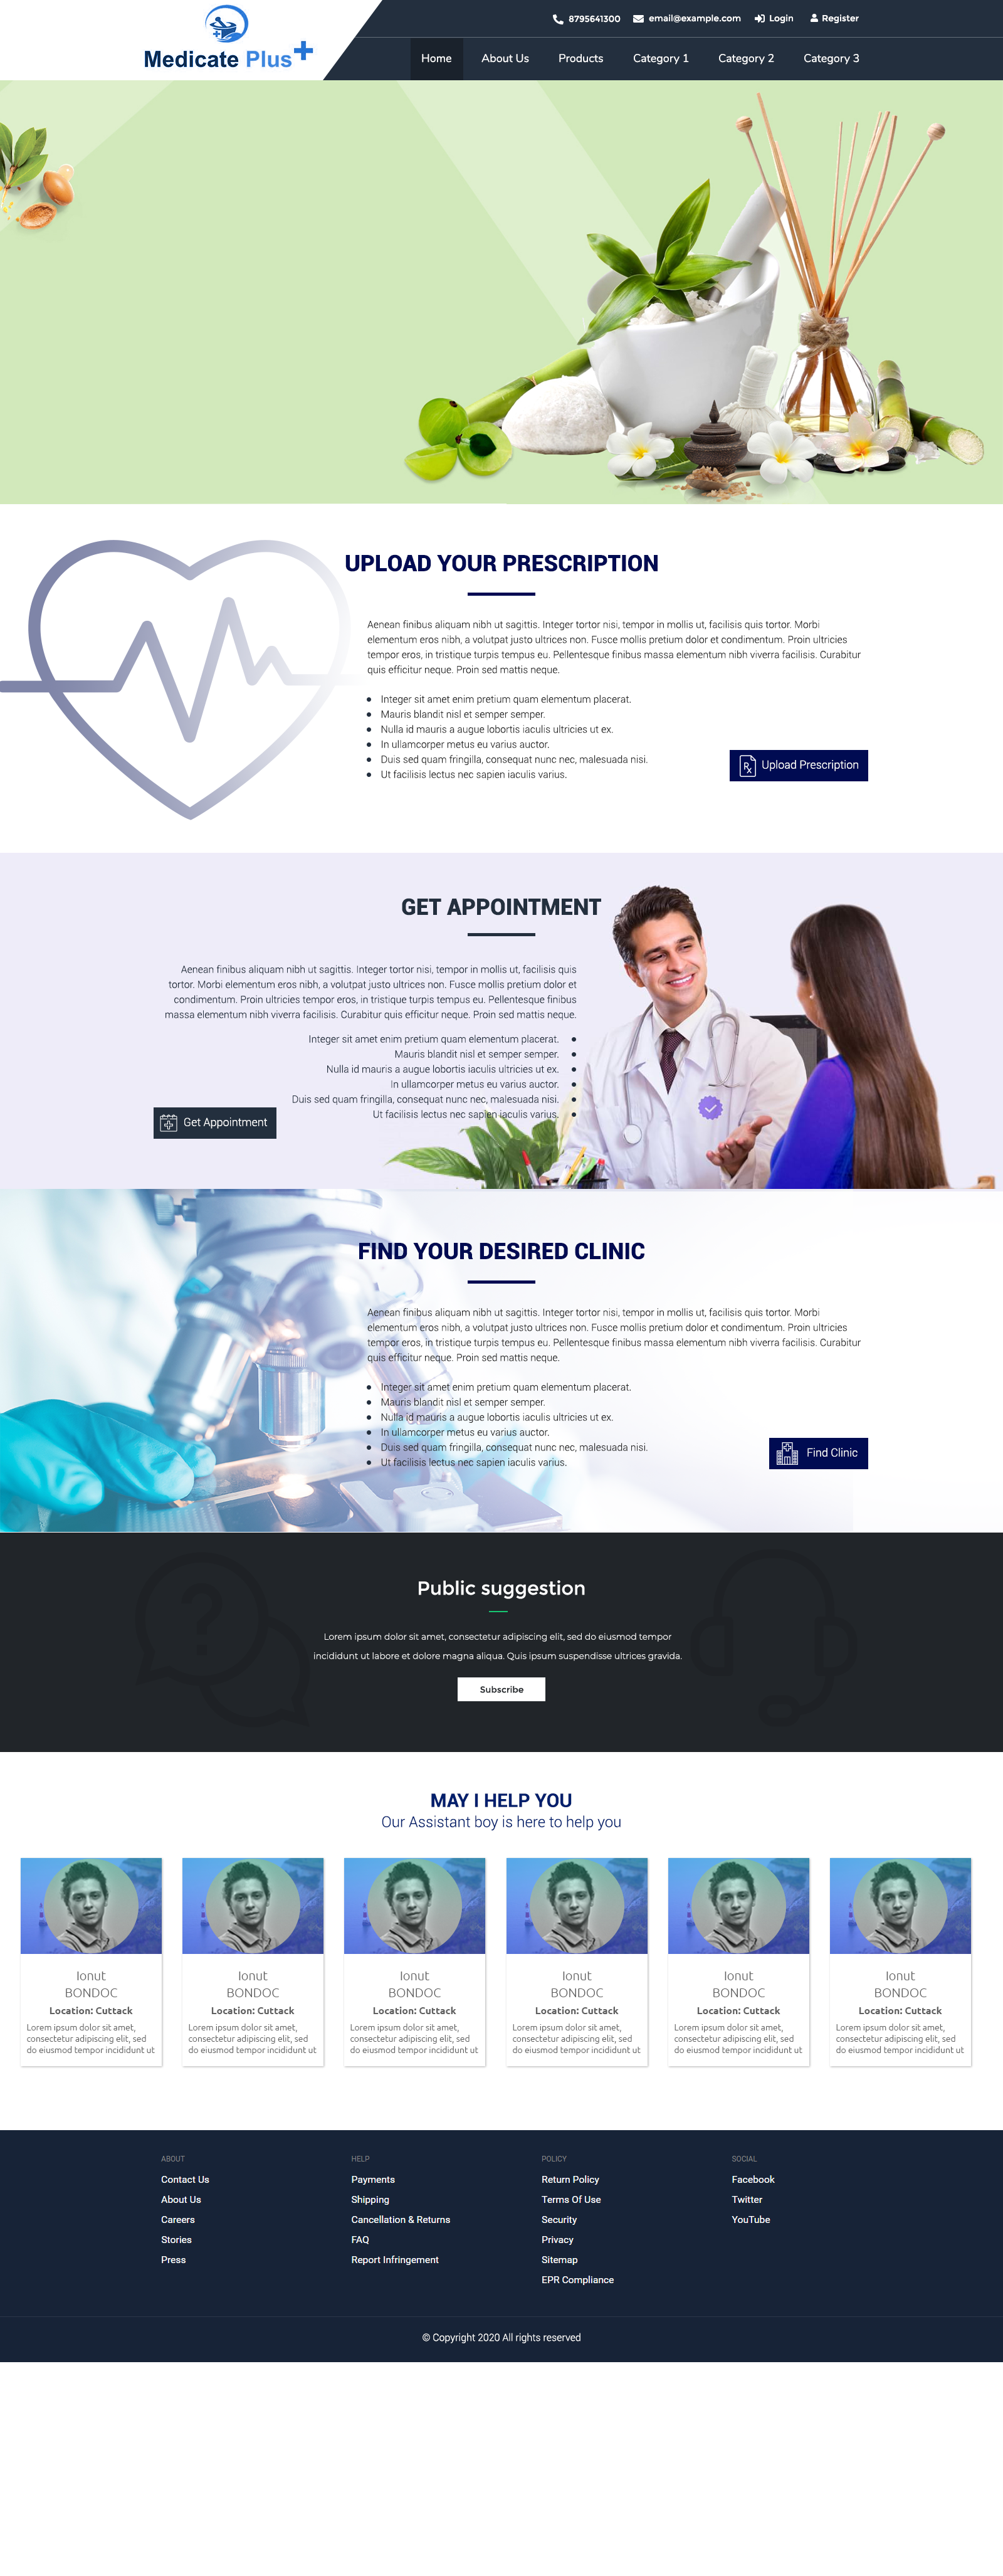 8795641300 email@example.com Login Register
Medicate Plus
Home About Us Products Category 1 Category 2 Category 3
UPLOAD YOUR PRESCRIPTION
Aenean finibus aliquam nibh ut sagittis. Integer tortor nisi, tempor in mollis ut, facilisis quis tortor. Morbi
elementum eros nibh, a volutpat justo ultrices non. Fusce mollis pretium dolor et condimentum. Proin ultricies
tempor eros, in tristique turpis tempus eu. Pellentesque finibus massa elementum nibh viverra facilisis. Curabitur
quis efficitur neque. Proin sed mattis neque.
Integer sit amet enim pretium quam elementum placerat.
Mauris blandit nisl et semper semper.
Nulla id mauris a augue lobortis iaculis ultricies ut ex.
In ullamcorper metus eu varius auctor.
Duis sed quam fringilla, consequat nunc nec, malesuada nisi.
Ut facilisis lectus nec sapien iaculis varius.
Rx Upload Prescription
GET APPOINTMENT
Aenean finibus aliquam nibh ut sagittis. Integer tortor nisi, tempor in mollis ut, facilisis quis
tortor. Morbi elementum eros nibh, a volutpat justo ultrices non. Fusce mollis pretium dolor et
condimentum. Proin ultricies tempor eros, in tristique turpis tempus eu. Pellentesque finibus
massa elementum nibh viverra facilisis. Curabitur quis efficitur neque. Proin sed mattis neque.
Integer sit amet enim pretium quam elementum placerat.
Mauris blandit nisl et semper semper.
Nulla id mauris a augue lobortis iaculis ultricies ut ex.
In ullamcorper metus eu varius auctor.
Duis sed quam fringilla, consequat nunc nec, malesuada nisi.
Ut facilisis lectus nec sapien iaculis varius.
Get Appointment
FIND YOUR DESIRED CLINIC
Aenean finibus aliquam nibh ut sagittis. Integer tortor nisi, tempor in mollis ut, facilisis quis tortor. Morbi
elementum eros nibh, a volutpat justo ultrices non. Fusce mollis pretium dolor et condimentum. Proin ultricies
tempor eros, in tristique turpis tempus eu. Pellentesque finibus massa elementum nibh viverra facilisis. Curabitur
quis efficitur neque. Proin sed mattis neque.
Integer sit amet enim pretium quam elementum placerat.
Mauris blandit nisl et semper semper.
Nulla id mauris a augue lobortis iaculis ultricies ut ex.
In ullamcorper metus eu varius auctor.
Duis sed quam fringilla, consequat nunc nec, malesuada nisi.
Ut facilisis lectus nec sapien iaculis varius.
Find Clinic
Public suggestion
Lorem ipsum dolor sit amet, consectetur adipiscing elit, sed do eiusmod tempor
incididunt ut labore et dolore magna aliqua. Quis ipsum suspendisse ultrices gravida.
Subscribe
MAY I HELP YOU
Our Assistant boy is here to help you
Ionut
BONDOC
Location: Cuttack
Lorem ipsum dolor sit amet,
consectetur adipiscing elit, sed
do eiusmod tempor incididunt ut
Ionut
BONDOC
Location: Cuttack
Lorem ipsum dolor sit amet,
consectetur adipiscing elit, sed
do eiusmod tempor incididunt ut
Ionut
BONDOC
Location: Cuttack
Lorem ipsum dolor sit amet,
consectetur adipiscing elit, sed
do eiusmod tempor incididunt ut
Ionut
BONDOC
Location: Cuttack
Lorem ipsum dolor sit amet,
consectetur adipiscing elit, sed
do eiusmod tempor incididunt ut
Ionut
BONDOC
Location: Cuttack
Lorem ipsum dolor sit amet,
consectetur adipiscing elit, sed
do eiusmod tempor incididunt ut
Ionut
BONDOC
Location: Cuttack
Lorem ipsum dolor sit amet,
consectetur adipiscing elit, sed
do eiusmod tempor incididunt ut
ABOUT
Contact Us
About Us
Careers
Stories
Press
HELP
Payments
Shipping
Cancellation & Returns
FAQ
Report Infringement
POLICY
Return Policy
Terms Of Use
Security
Privacy
Sitemap
EPR Compliance
SOCIAL
Facebook
Twitter
YouTube
© Copyright 2020 All rights reserved